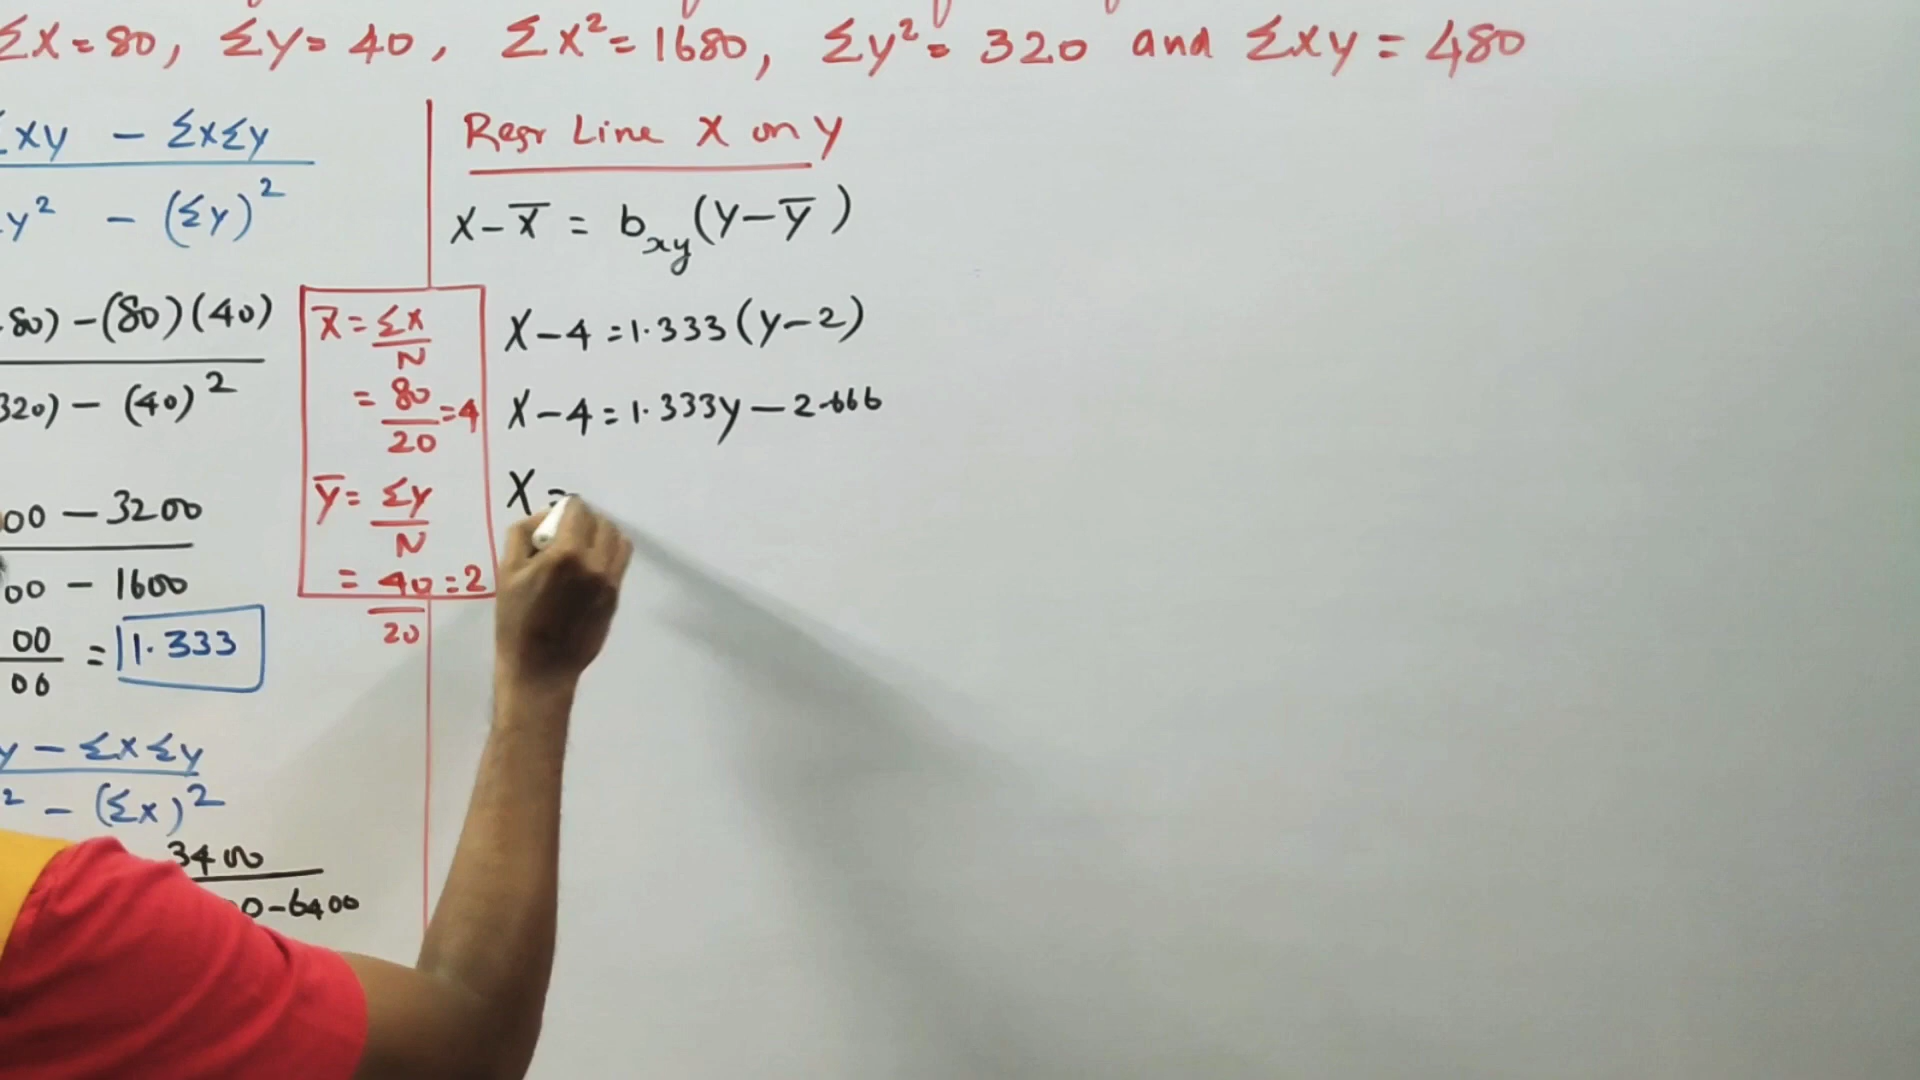 Σx = 80, Σy = 40, Σx² = 1680, Σy² = 320 and Σxy = 480
Σxy - ΣxΣy
y² - (Σy)²
80) - (80)(40)
320) - (40)²
00 - 3200
00 - 1600
00
00 = 1.333
y - ΣxΣy
² - (Σx)²
3400
0-6400
x̄ = Σx
N
= 80 = 4
20
ȳ = Σy
N
= 40 = 2
20
Regr Line X on Y
X - x̄ = bxy (Y - ȳ)
X - 4 = 1.333 (y - 2)
X - 4 = 1.333y - 2.666
X =